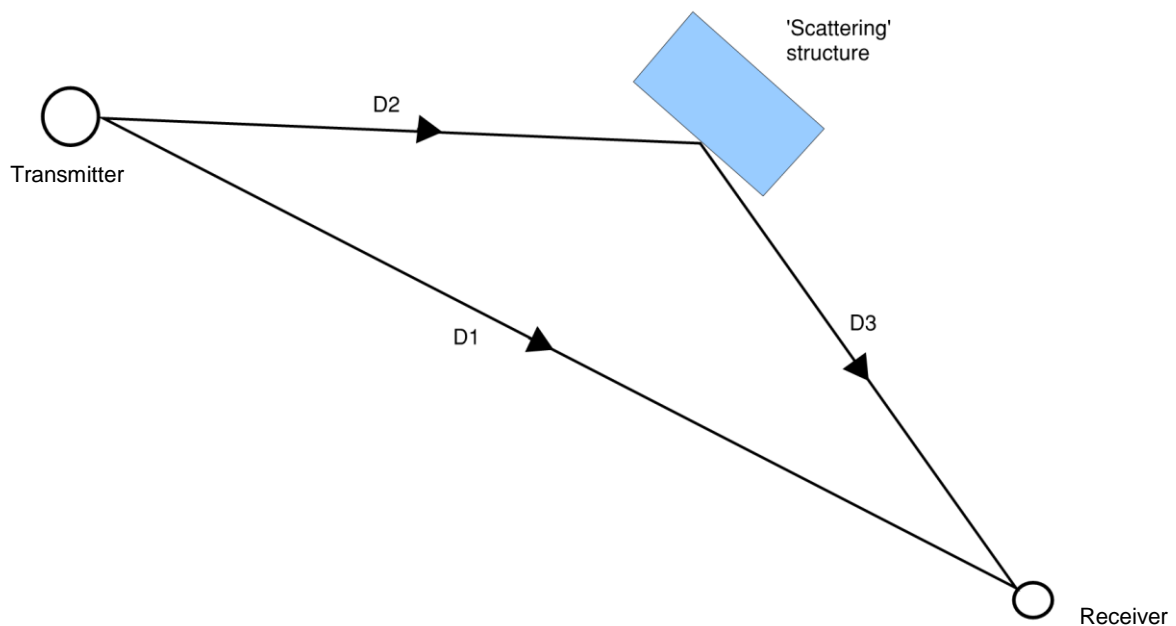 'Scattering'
structure
D2
Transmitter
D3
D1
Receiver